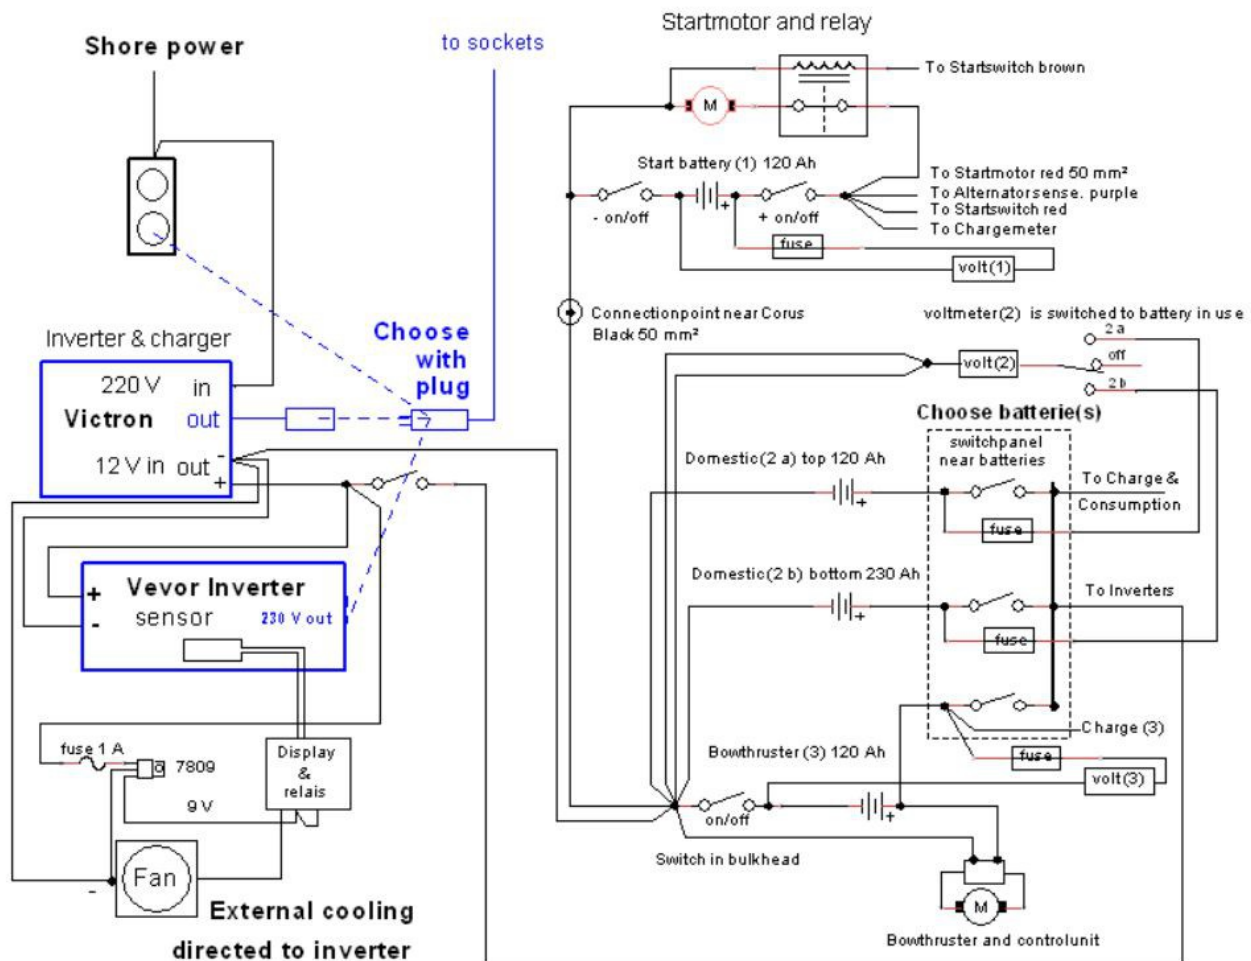 Startmotor and relay
Shore power
to sockets
To Startswitch brown
M
Start battery (1) 120 Ah
+
- on/off
+ on/off
To Startmotor red 50 mm²
To Alternatorsense. purple
To Startswitch red
To Chargemeter
fuse
volt(1)
Connectionpoint near Corus
Black 50 mm²
voltmeter(2) is switched to battery in use
2 a
off
2 b
volt(2)
Choose
with
plug
Inverter & charger
220 V in
Victron out
12 V in out
-
+
Choose batterie(s)
switchpanel
near batteries
Domestic(2 a) top 120 Ah
+
To Charge &
Consumption
fuse
Domestic(2 b) bottom 230 Ah
+
To Inverters
fuse
Vevor Inverter
+
-
sensor
230 V out
Charge (3)
fuse
volt(3)
Bowthruster (3) 120 Ah
+
on/off
Switch in bulkhead
M
Bowthruster and controlunit
fuse 1 A
7809
9 V
Display
&
relais
Fan
-
External cooling
directed to inverter